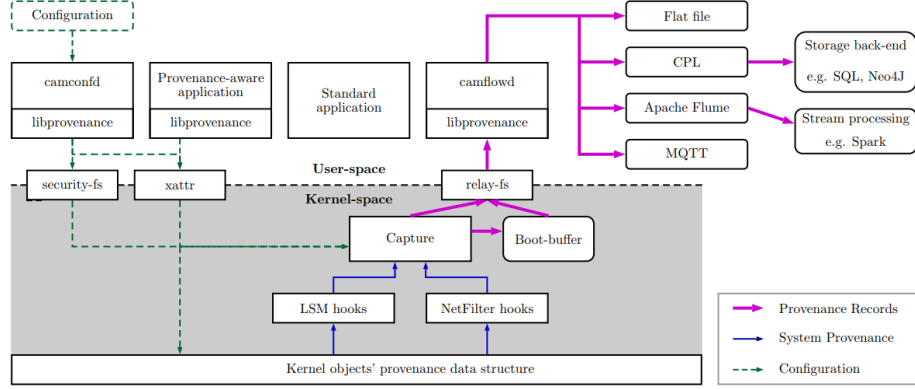 Configuration
camconfd
libprovenance
Provenance-aware
application
libprovenance
Standard
application
camflowd
libprovenance
Flat file
CPL
Apache Flume
MQTT
Storage back-end
e.g. SQL, Neo4J
Stream processing
e.g. Spark
User-space
security-fs
xattr
relay-fs
Kernel-space
Capture
Boot-buffer
LSM hooks
NetFilter hooks
Kernel objects' provenance data structure
Provenance Records
System Provenance
Configuration